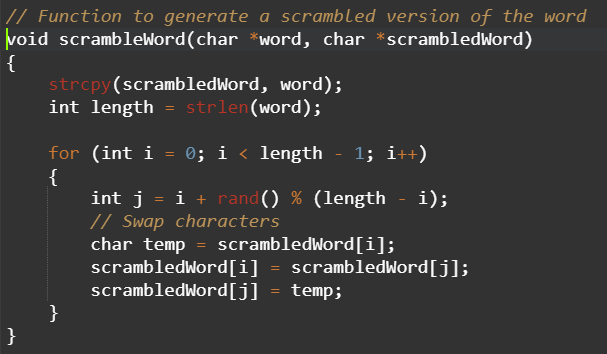 // Function to generate a scrambled version of the word
void scrambleWord(char *word, char *scrambledWord)
{
    strcpy(scrambledWord, word);
    int length = strlen(word);

    for (int i = 0; i < length - 1; i++)
    {
        int j = i + rand() % (length - i);
        // Swap characters
        char temp = scrambledWord[i];
        scrambledWord[i] = scrambledWord[j];
        scrambledWord[j] = temp;
    }
}